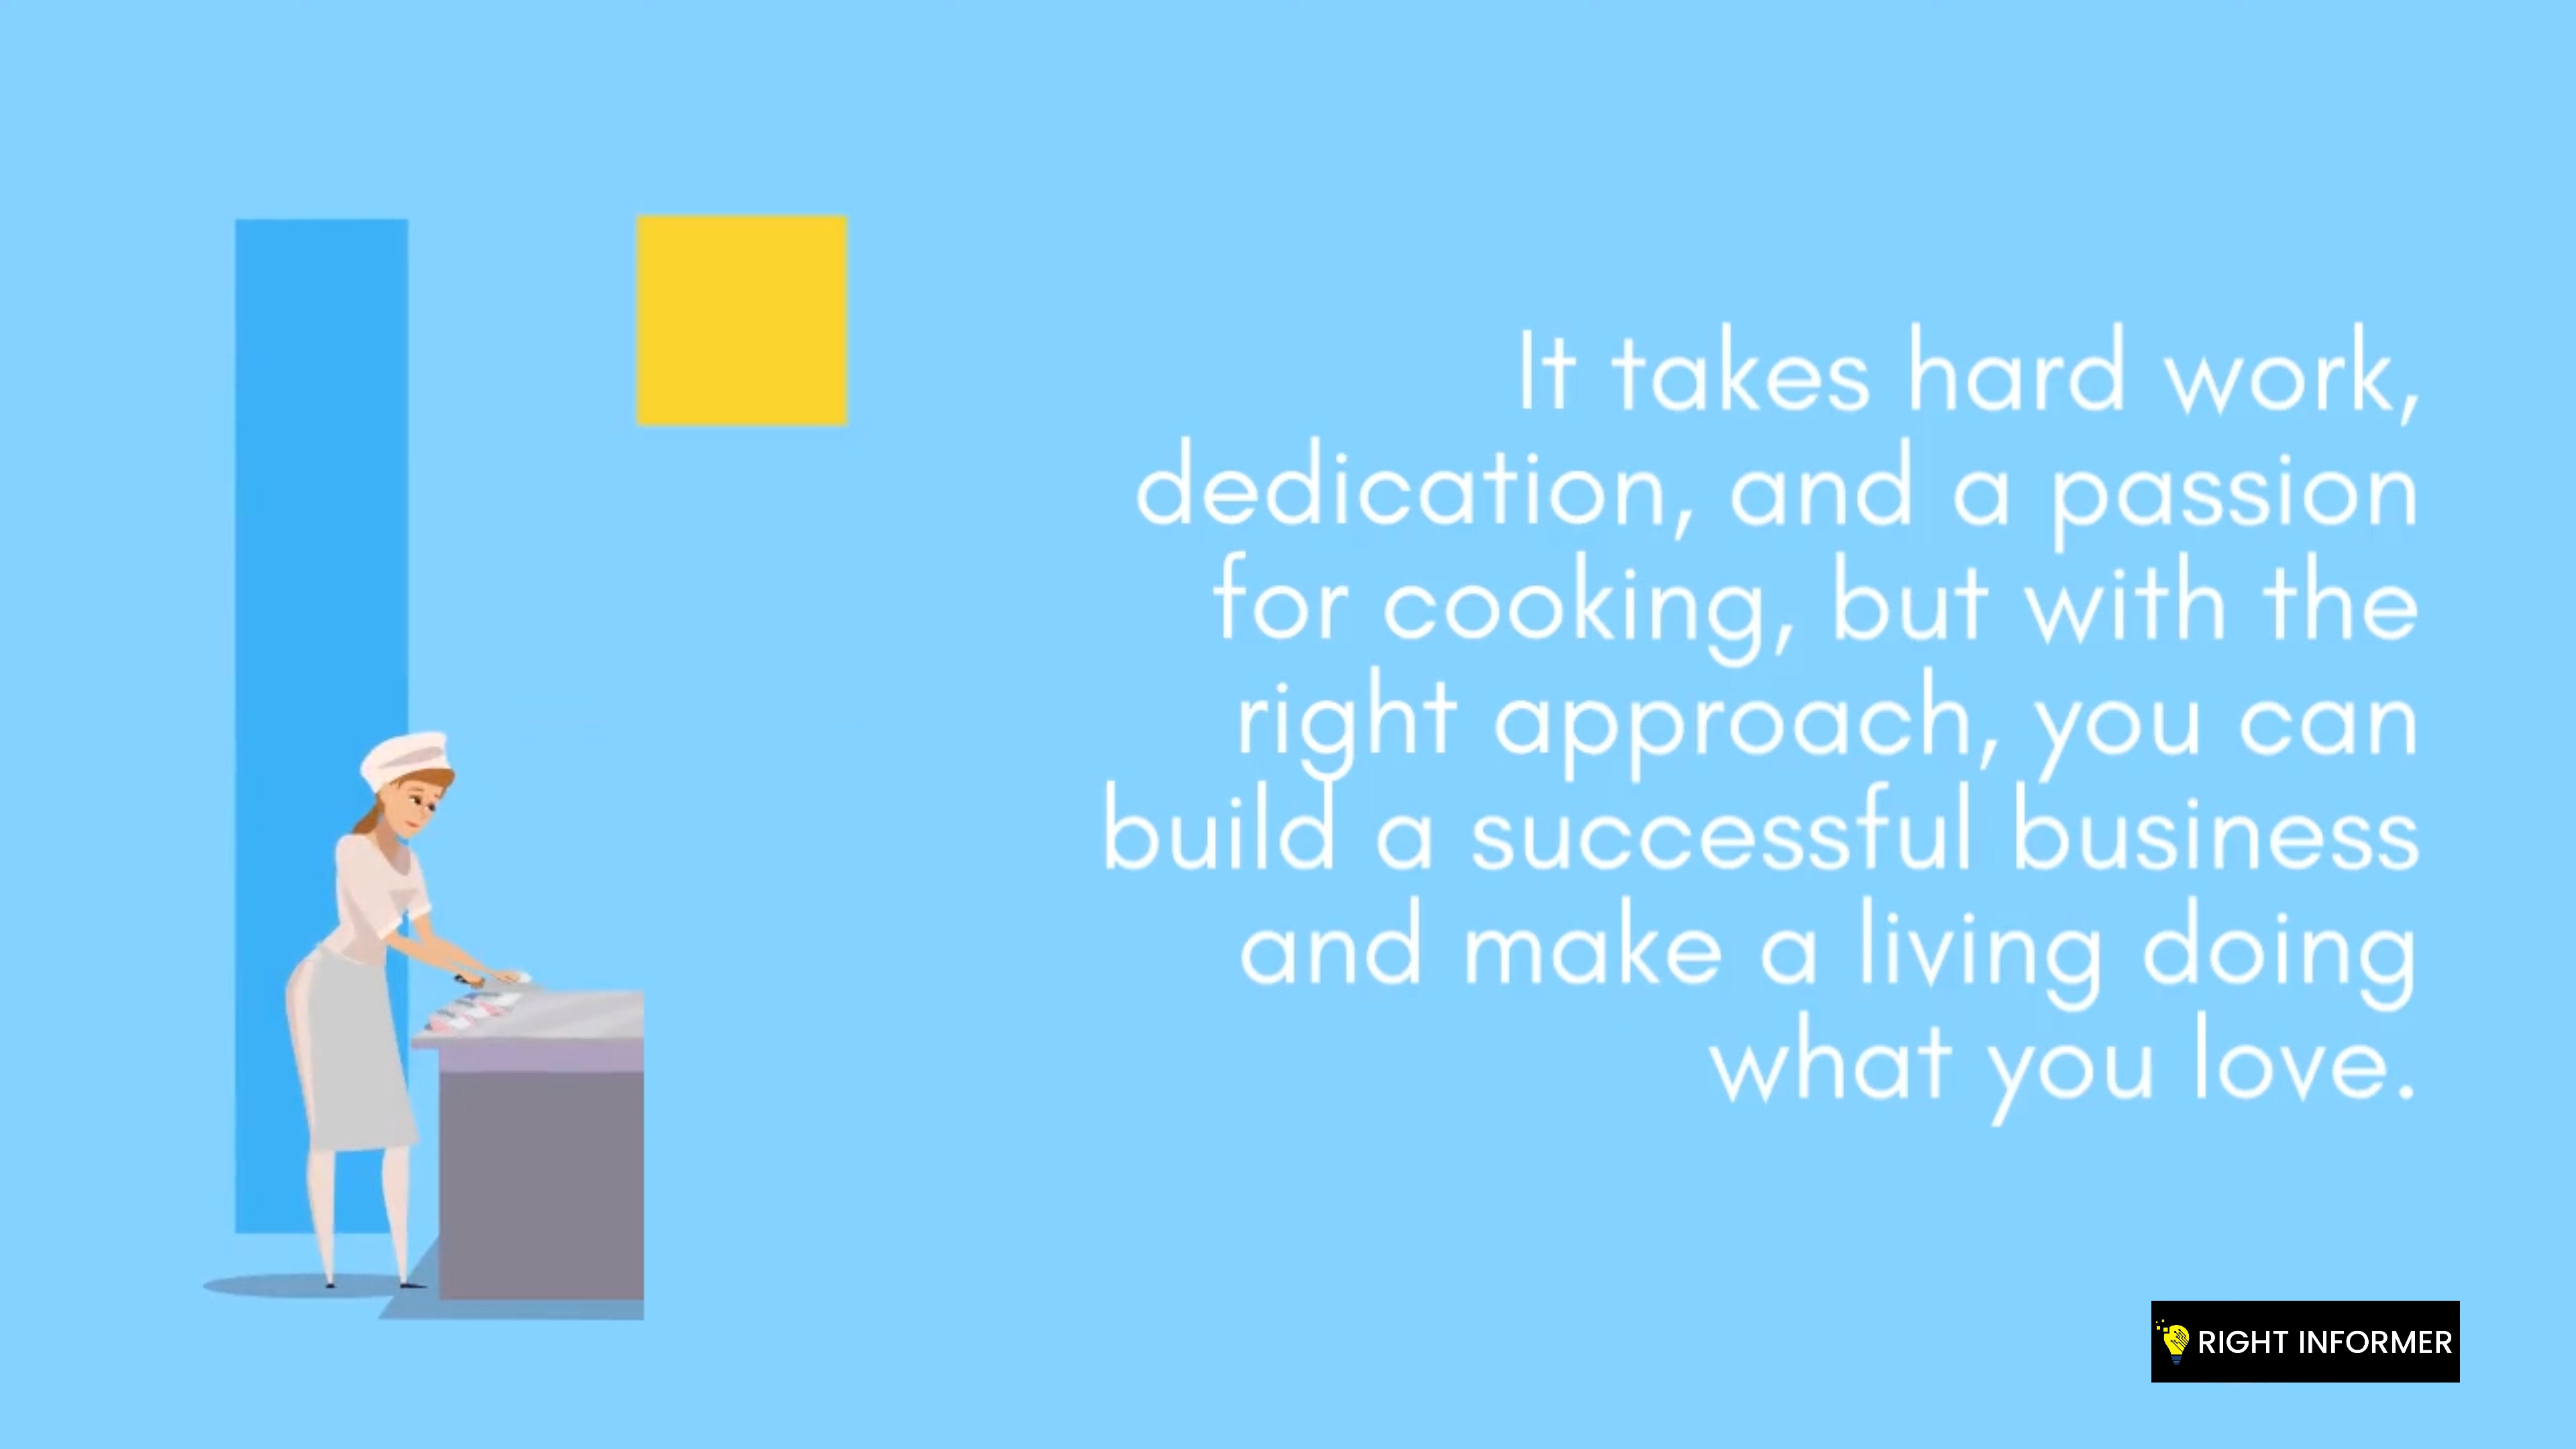 It takes hard work,
dedication, and a passion
for cooking, but with the
right approach, you can
build a successful business
and make a living doing
what you love.
RIGHT INFORMER